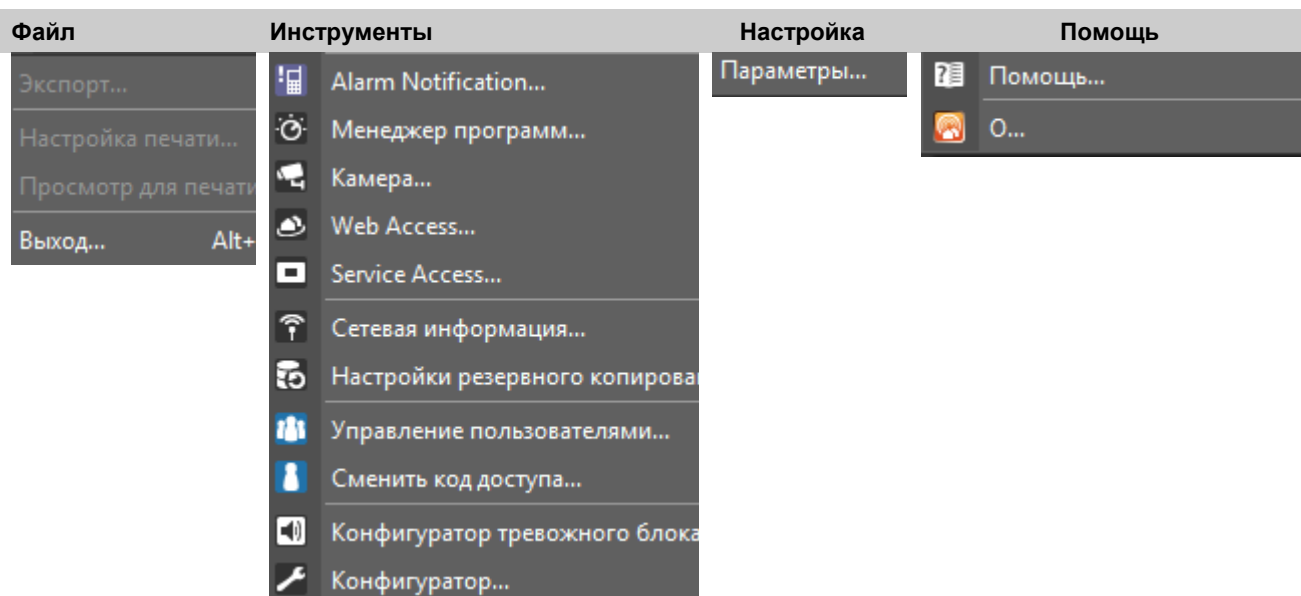 Файл Инструменты Настройка Помощь
Экспорт...
Настройка печати...
Просмотр для печати
Выход... Alt+
Alarm Notification...
Менеджер программ...
Камера...
Web Access...
Service Access...
Сетевая информация...
Настройки резервного копирова
Управление пользователями...
Сменить код доступа...
Конфигуратор тревожного блока
Конфигуратор...
Параметры...
Помощь...
О...